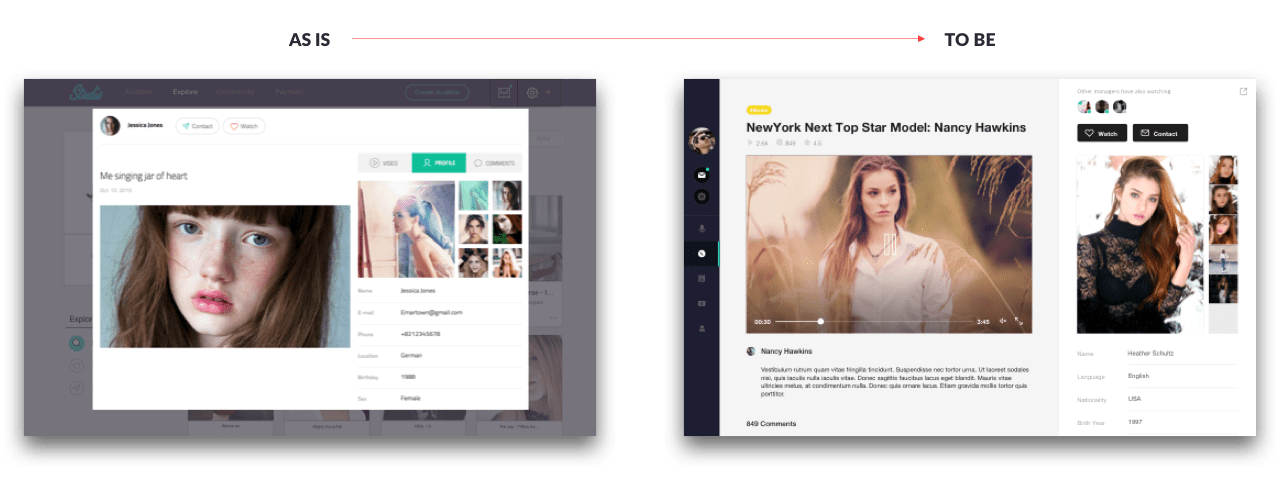 AS IS
TO BE
Studio
Audition
Explore
Community
Payment
Create Audition
Jessica Jones
Contact
Watch
VIDEO
PROFILE
COMMENTS
Me singing jar of heart
Oct. 12, 2015
Name
Jessica Jones
E-mail
Emartown@gmail.com
Phone
+8212345678
Location
German
Birthday
1988
Sex
Female
Explore
NewYork Next Top Star Model: Nancy Hawkins
2.6k
849
4.5
00:30
3:45
Nancy Hawkins
Vestibulum rutrum quam vitae fringilla tincidunt. Suspendisse nec tortor urna. Ut laoreet sodales
nisi, quis iaculis nulla iaculis vitae. Donec sagittis faucibus lacus eget blandit. Mauris vitae
ultricies metus, at condimentum nulla. Donec quis ornare lacus. Etiam gravida mollis tortor quis
porttitor.
849 Comments
Other managers have also watching
Watch
Contact
Name
Heather Schultz
Language
English
Nationality
USA
Birth Year
1997